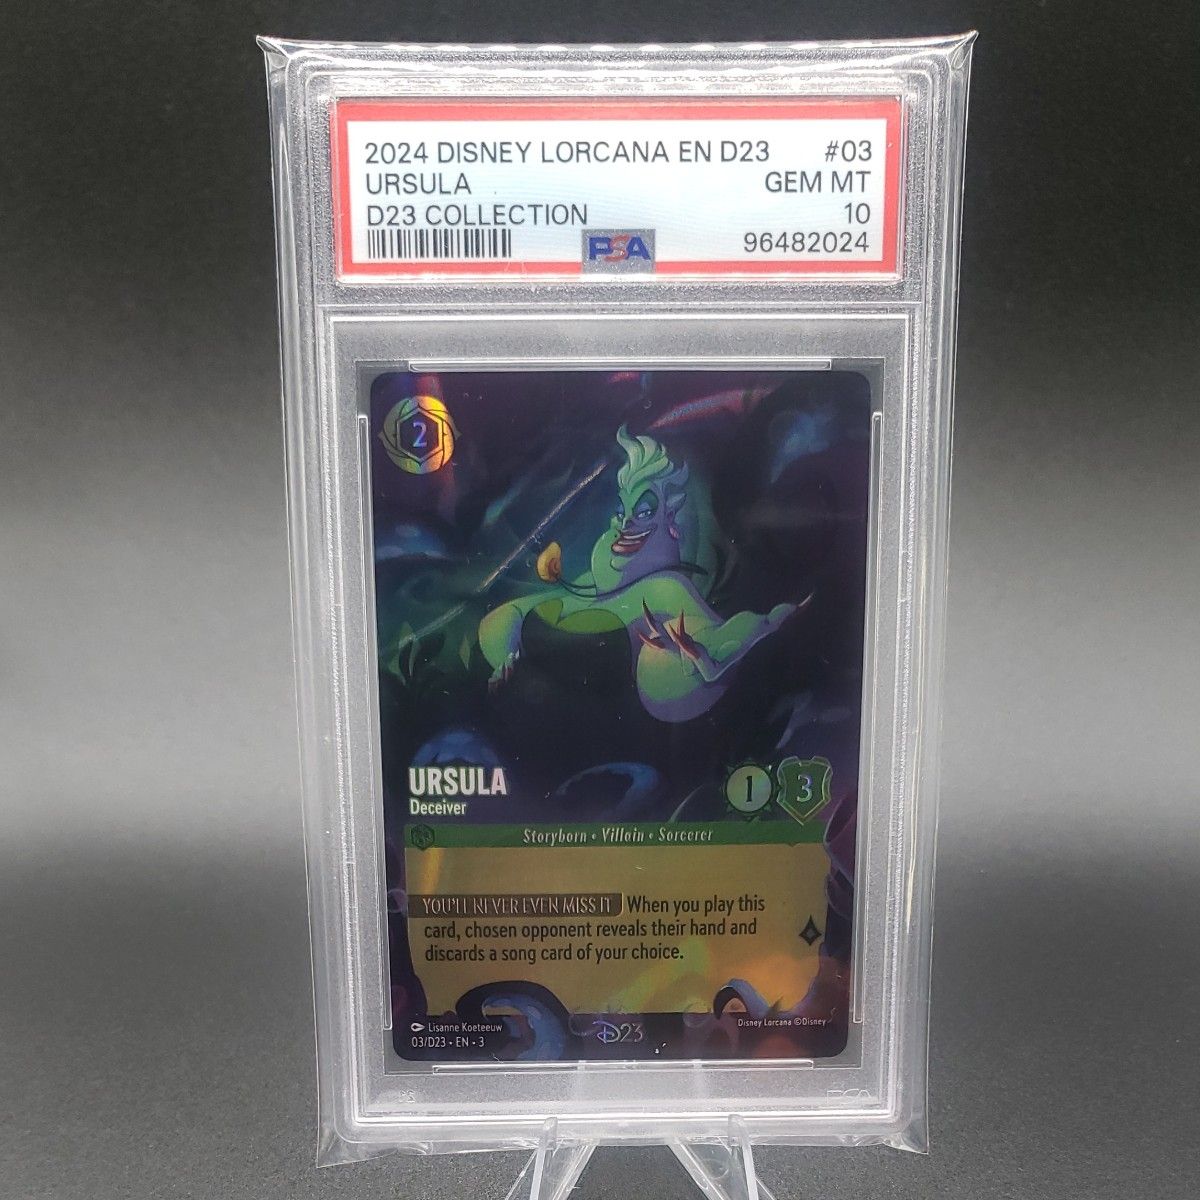 2024 DISNEY LORCANA EN D23 #03
URSULA GEM MT
D23 COLLECTION 10
PSA 96482024
2
URSULA
Deceiver
1 3
Storyborn • Villain • Sorcerer
YOU'LL NEVER EVEN MISS IT When you play this
card, chosen opponent reveals their hand and
discards a song card of your choice.
Lisanne Koeteeuw
03/D23 • EN • 3
D23
Disney Lorcana ©Disney